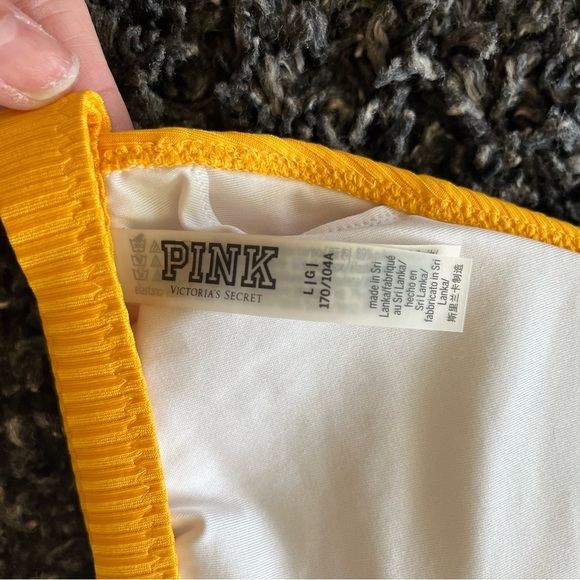 PINK
VICTORIA'S SECRET
L | G |
170/104A
made in Sri
Lanka/fabriqué
au Sri Lanka/
hecho en
Sri Lanka/
fabbricato in Sri
Lanka/
斯里兰卡制造